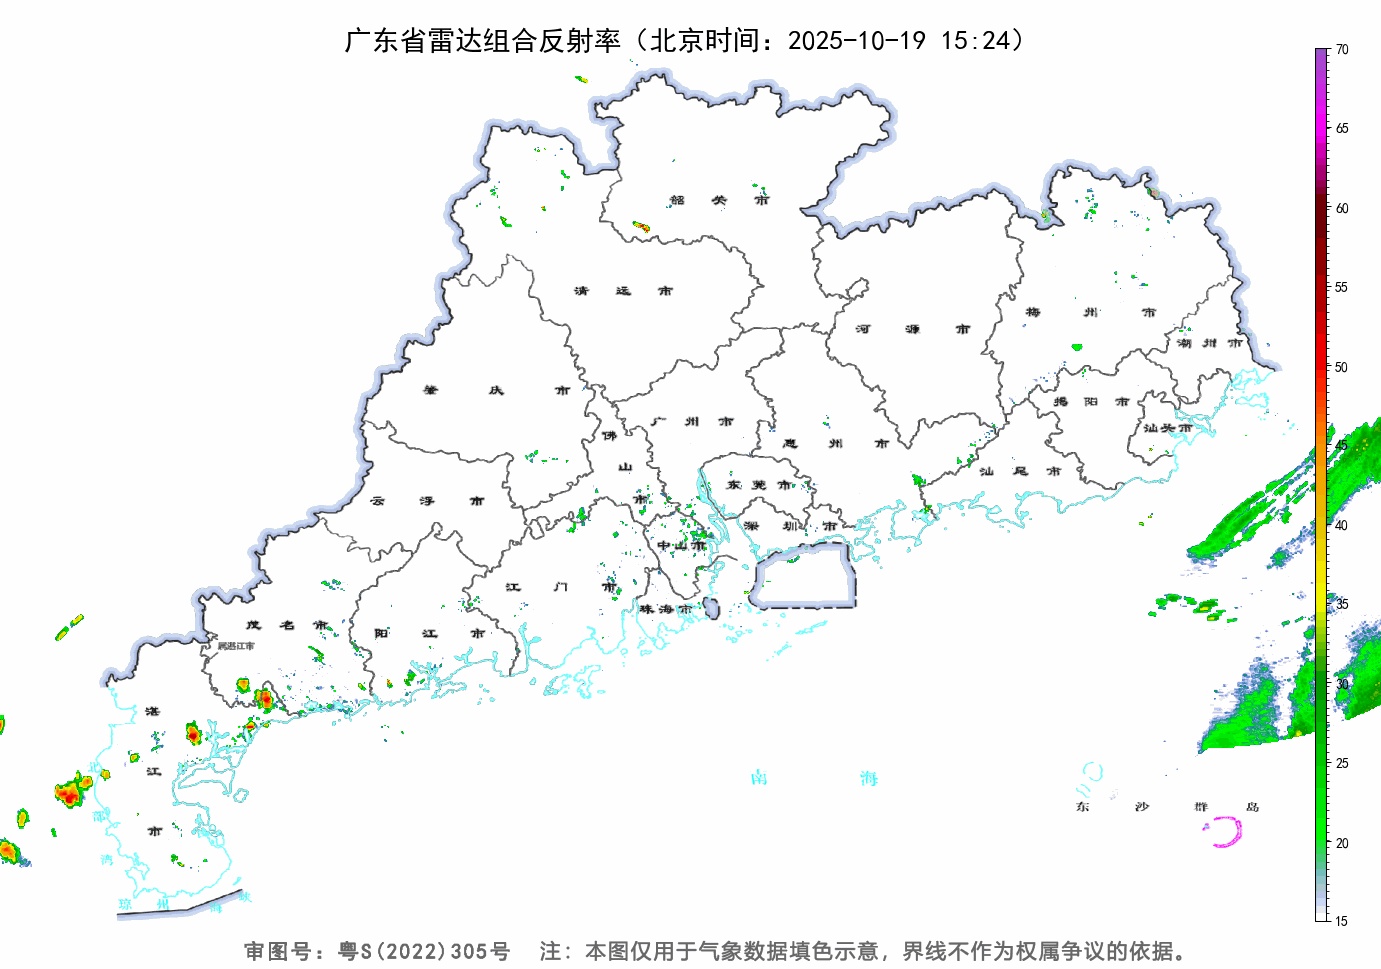 广东省雷达组合反射率（北京时间：2025-10-19 15:24）
70
65
60
55
50
45
40
35
30
25
20
15
韶关市
清远市
河源市
梅州市
潮州市
肇庆市
广州市
惠州市
揭阳市
汕头市
汕尾市
佛山市
云浮市
东莞市
深圳市
中山市
江门市
珠海市
茂名市
阳江市
属湛江市
湛江市
北部湾
琼州海峡
南海
东沙群岛
审图号：粤S(2022)305号 注：本图仅用于气象数据填色示意，界线不作为权属争议的依据。